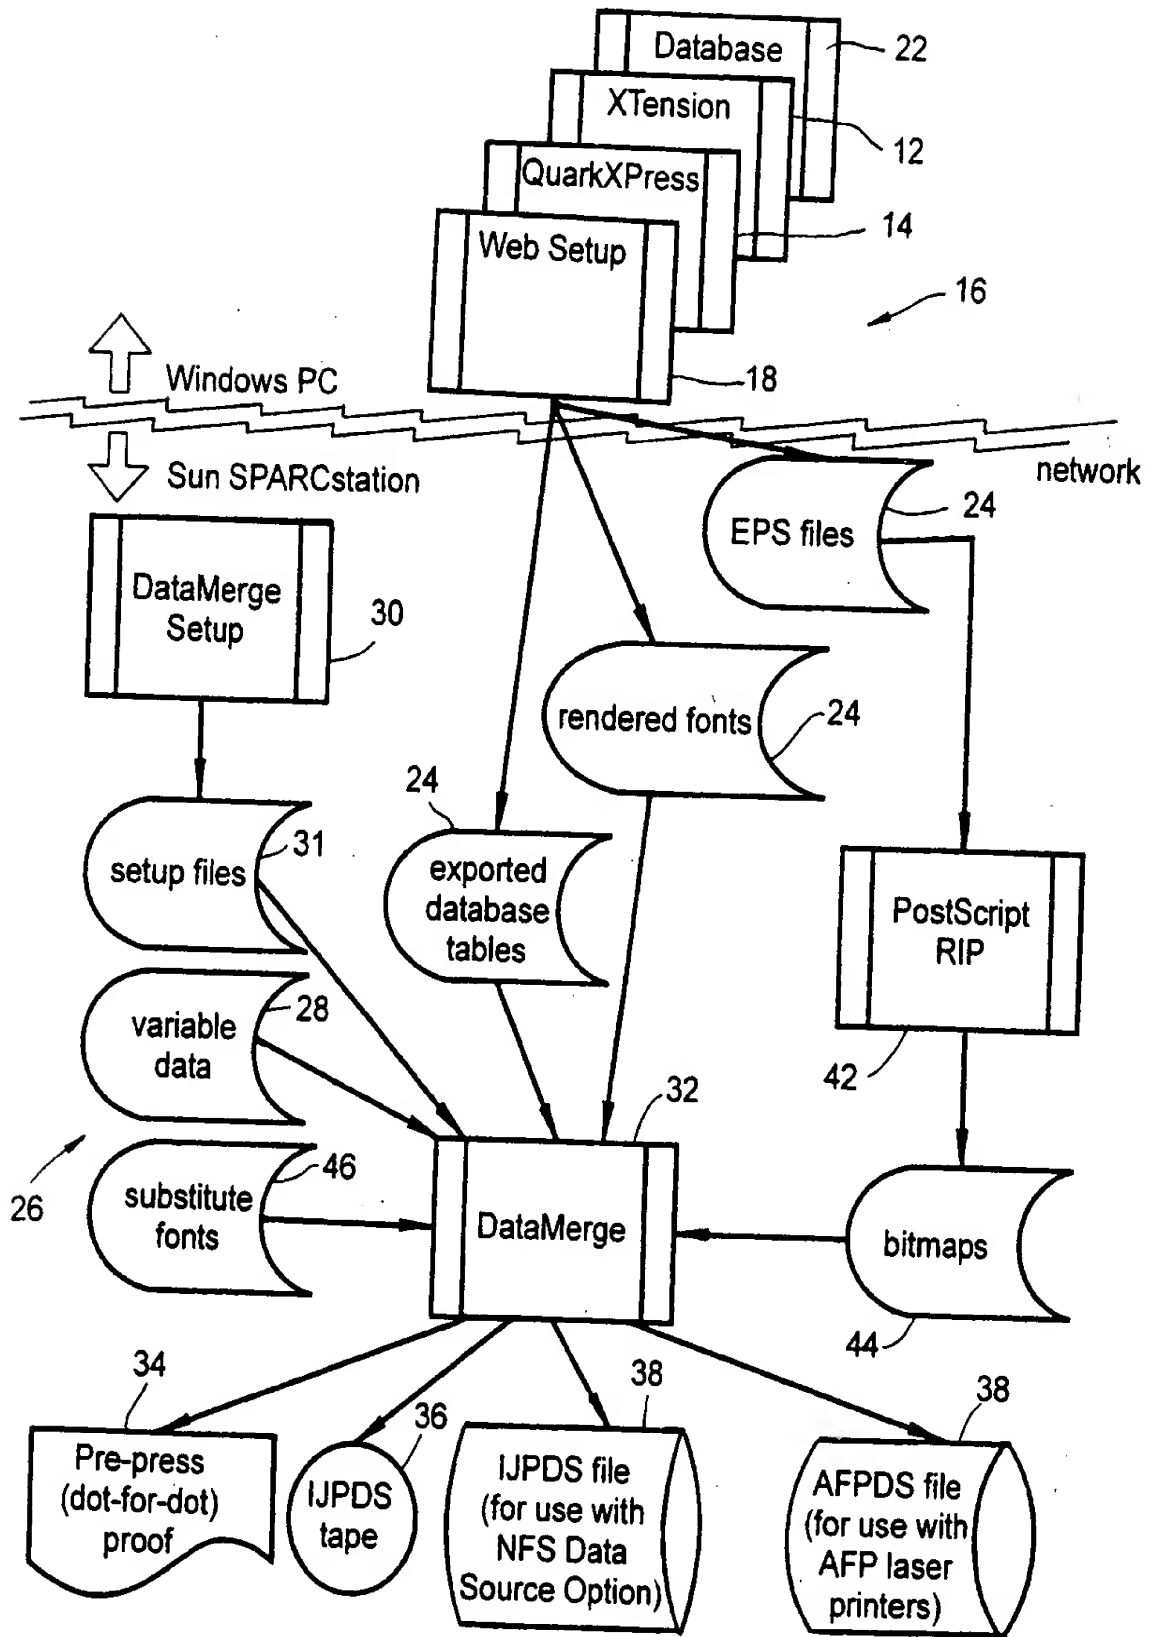 Database
22
XTension
12
QuarkXPress
14
Web Setup
16
18
Windows PC
network
Sun SPARCstation
24
EPS files
DataMerge
Setup
30
rendered fonts
24
24
31
setup files
exported
database
tables
PostScript
RIP
28
variable
data
42
32
26
46
substitute
fonts
DataMerge
bitmaps
44
34
36
38
38
Pre-press
(dot-for-dot)
proof
IJPDS
tape
IJPDS file
(for use with
NFS Data
Source Option)
AFPDS file
(for use with
AFP laser
printers)